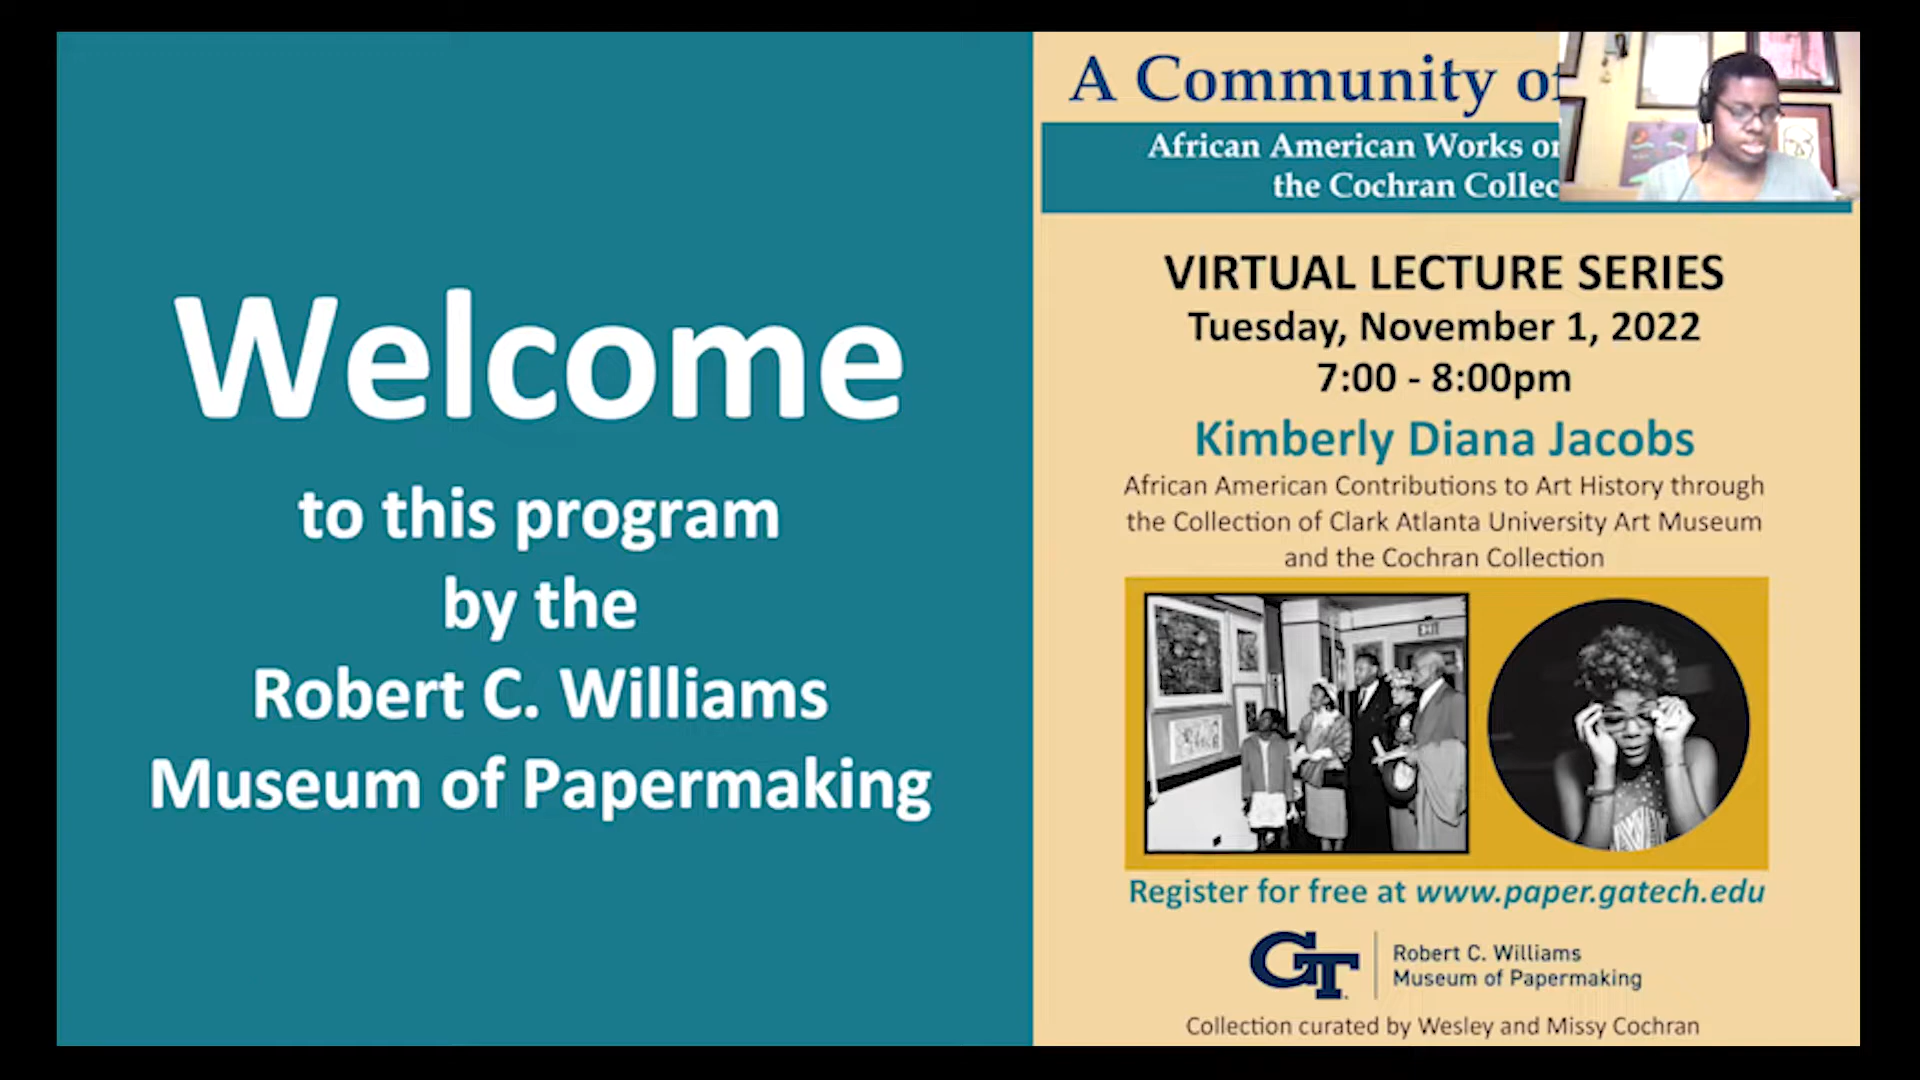 Welcome
to this program
by the
Robert C. Williams
Museum of Papermaking
A Community of
African American Works on
the Cochran Collec
VIRTUAL LECTURE SERIES
Tuesday, November 1, 2022
7:00 - 8:00pm
Kimberly Diana Jacobs
African American Contributions to Art History through
the Collection of Clark Atlanta University Art Museum
and the Cochran Collection
EXIT
Register for free at www.paper.gatech.edu
GT
Robert C. Williams
Museum of Papermaking
Collection curated by Wesley and Missy Cochran